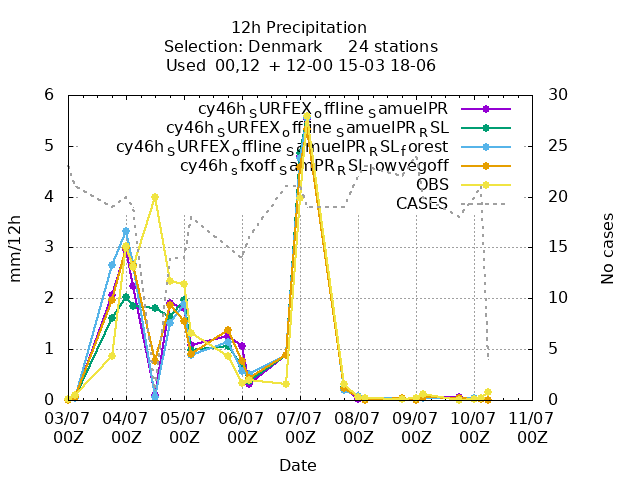 12h Precipitation
Selection: Denmark 24 stations
Used 00,12 + 12-00 15-03 18-06
6 30
cy46h_SURFEX_offline_SamuelPR
cy46h_SURFEX_offline_SamuelPR_RSL
5 25
cy46h_SURFEX_offline_SamuelPR_RSL_forest
cy46h_sfxoff_SamPR_RSL_lowvegoff
OBS
4 20
CASES
mm/12h
3 15
No cases
2 10
1 5
0 0
03/07 04/07 05/07 06/07 07/07 08/07 09/07 10/07 11/07
00Z 00Z 00Z 00Z 00Z 00Z 00Z 00Z 00Z
Date